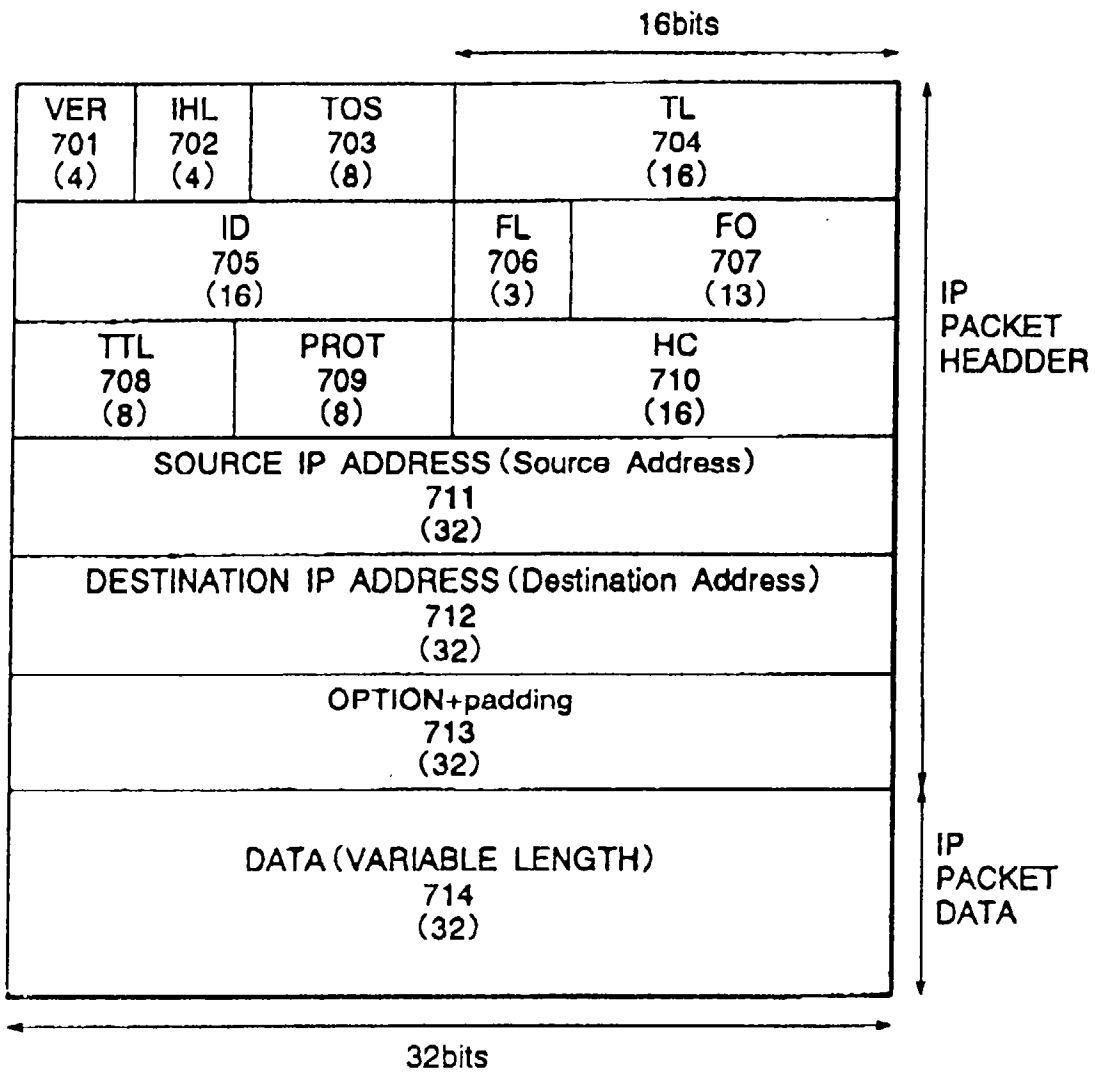 16bits
VER
701
(4)
IHL
702
(4)
TOS
703
(8)
TL
704
(16)
ID
705
(16)
FL
706
(3)
FO
707
(13)
TTL
708
(8)
PROT
709
(8)
HC
710
(16)
SOURCE IP ADDRESS (Source Address)
711
(32)
DESTINATION IP ADDRESS (Destination Address)
712
(32)
OPTION+padding
713
(32)
IP
PACKET
HEADDER
DATA (VARIABLE LENGTH)
714
(32)
IP
PACKET
DATA
32bits